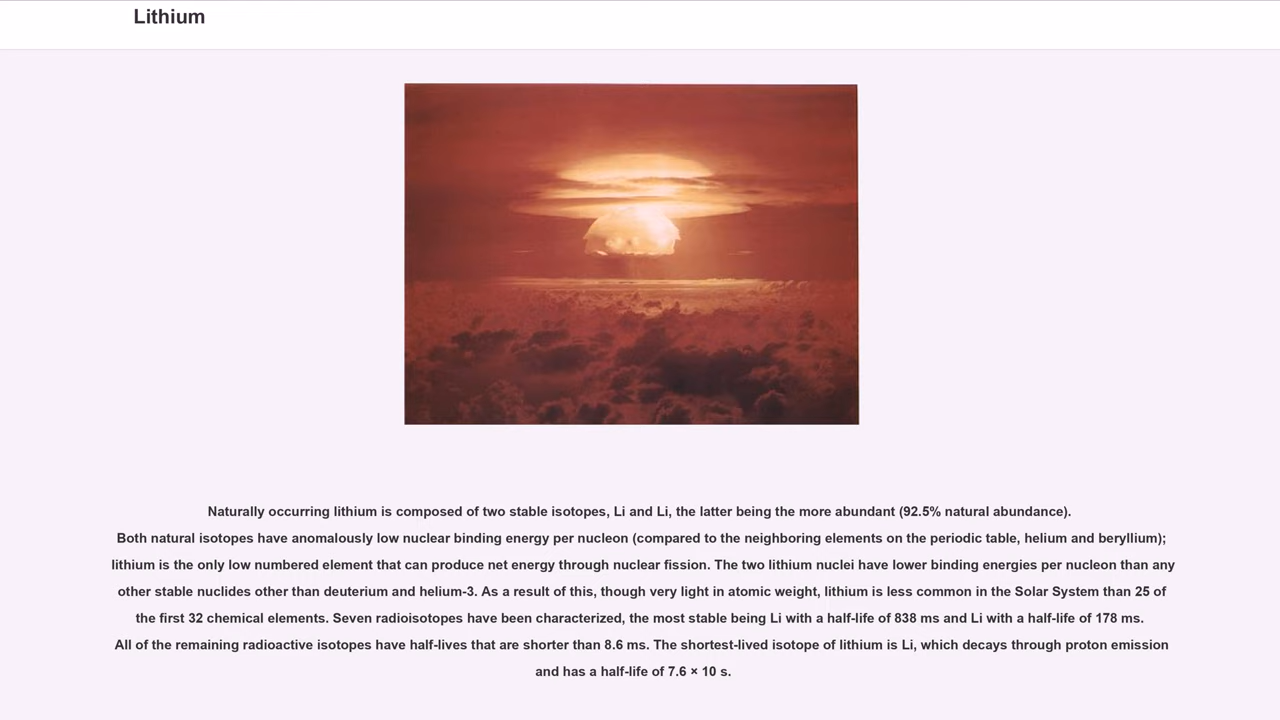 Lithium
Naturally occurring lithium is composed of two stable isotopes, Li and Li, the latter being the more abundant (92.5% natural abundance).
Both natural isotopes have anomalously low nuclear binding energy per nucleon (compared to the neighboring elements on the periodic table, helium and beryllium);
lithium is the only low numbered element that can produce net energy through nuclear fission. The two lithium nuclei have lower binding energies per nucleon than any
other stable nuclides other than deuterium and helium-3. As a result of this, though very light in atomic weight, lithium is less common in the Solar System than 25 of
the first 32 chemical elements. Seven radioisotopes have been characterized, the most stable being Li with a half-life of 838 ms and Li with a half-life of 178 ms.
All of the remaining radioactive isotopes have half-lives that are shorter than 8.6 ms. The shortest-lived isotope of lithium is Li, which decays through proton emission
and has a half-life of 7.6 × 10 s.